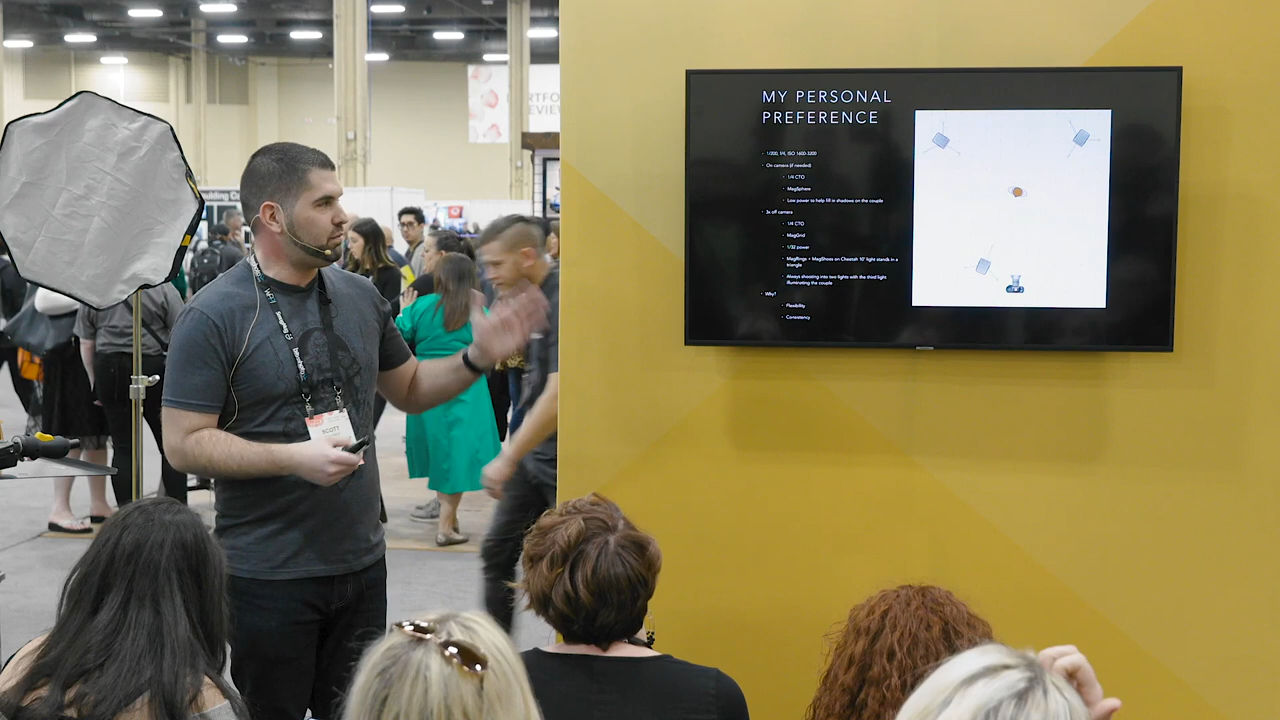 MY PERSONAL
PREFERENCE
1/200, f/4, ISO 1600-3200
On camera (if needed)
1/4 CTO
MagSphere
Low power to help fill in shadows on the couple
3x off camera
1/4 CTO
MagGrid
1/32 power
MagRings + MagShoes on Cheetah 10' light stands in a
triangle
Always shooting into two lights with the third light
illuminating the couple
Why?
Flexibility
Consistency
SCOTT